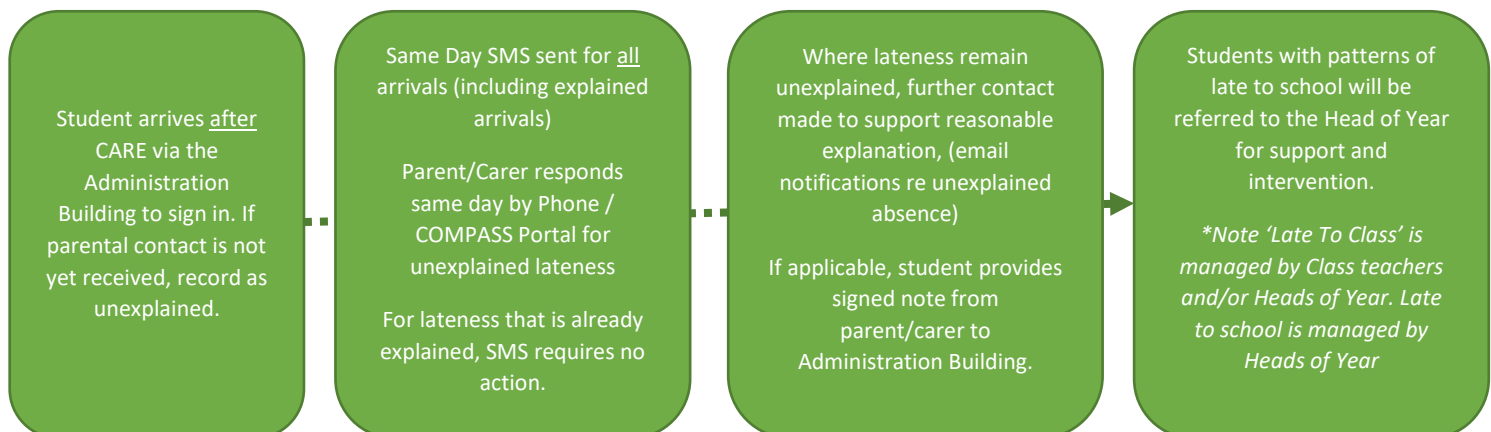 Student arrives after
CARE via the
Administration
Building to sign in. If
parental contact is not
yet received, record as
unexplained.
Same Day SMS sent for all
arrivals (including explained
arrivals)
Parent/Carer responds
same day by Phone /
COMPASS Portal for
unexplained lateness
For lateness that is already
explained, SMS requires no
action.
Where lateness remain
unexplained, further contact
made to support reasonable
explanation, (email
notifications re unexplained
absence)
If applicable, student provides
signed note from
parent/carer to
Administration Building.
Students with patterns of
late to school will be
referred to the Head of Year
for support and
intervention.
*Note ‘Late To Class’ is
managed by Class teachers
and/or Heads of Year. Late
to school is managed by
Heads of Year